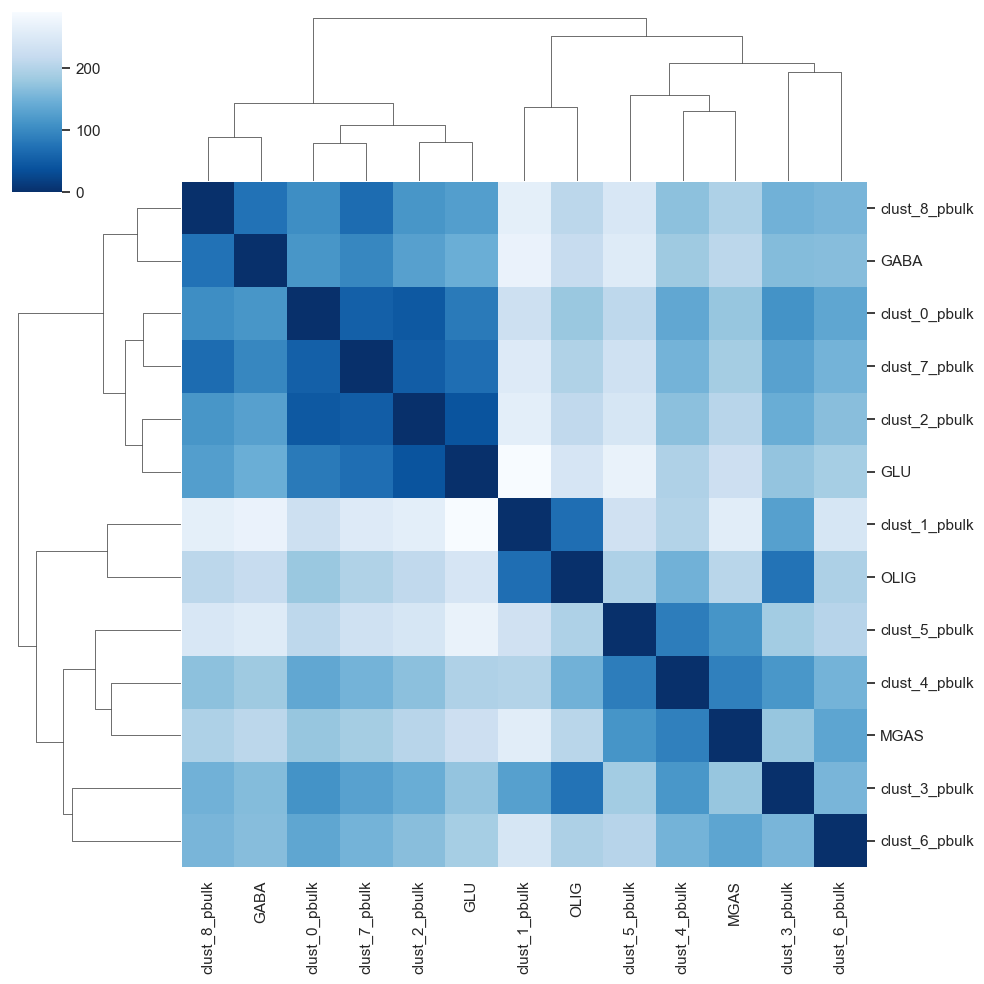 200
100
0
clust_8_pbulk
GABA
clust_0_pbulk
clust_7_pbulk
clust_2_pbulk
GLU
clust_1_pbulk
OLIG
clust_5_pbulk
clust_4_pbulk
MGAS
clust_3_pbulk
clust_6_pbulk
clust_8_pbulk
GABA
clust_0_pbulk
clust_7_pbulk
clust_2_pbulk
GLU
clust_1_pbulk
OLIG
clust_5_pbulk
clust_4_pbulk
MGAS
clust_3_pbulk
clust_6_pbulk